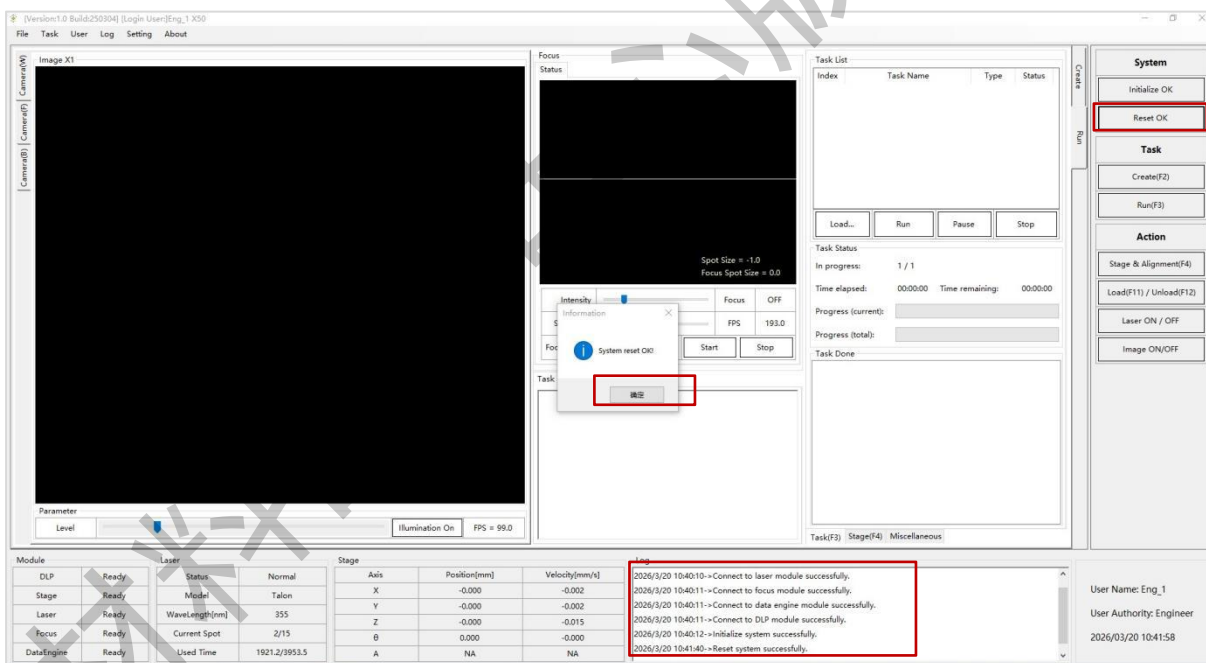 (Version:1.0 Build:250304) (Login User:)Eng_1 X50
File Task User Log Setting About
Camera(W)
Camera(F)
Camera(B)
Image X1
Parameter
Level
Illumination On
FPS = 99.0
Focus
Status
Spot Size = -1.0
Focus Spot Size = 0.0
Intensity
Focus
OFF
FPS
193.0
Start
Stop
Information
System reset OK!
确定
Task
Task List
Index Task Name Type Status
Load...
Run
Pause
Stop
Task Status
In progress: 1 / 1
Time elapsed: 00:00:00 Time remaining: 00:00:00
Progress (current):
Progress (total):
Task Done
Task(F3) Stage(F4) Miscellaneous
Create
Run
System
Initialize OK
Reset OK
Task
Create(F2)
Run(F3)
Action
Stage & Alignment(F4)
Load(F11) / Unload(F12)
Laser ON / OFF
Image ON/OFF
Module
DLP Ready
Stage Ready
Laser Ready
Focus Ready
DataEngine Ready
Laser
Status Normal
Model Talon
WaveLength[nm] 355
Current Spot 2/15
Used Time 1921.2/3953.5
Stage
Axis Position[mm] Velocity[mm/s]
X -0.000 -0.002
Y -0.000 -0.002
Z -0.000 -0.015
θ 0.000 -0.000
A NA NA
Log
2026/3/20 10:40:10->Connect to laser module successfully.
2026/3/20 10:40:11->Connect to focus module successfully.
2026/3/20 10:40:11->Connect to data engine module successfully.
2026/3/20 10:40:11->Connect to DLP module successfully.
2026/3/20 10:40:12->Initialize system successfully.
2026/3/20 10:41:40->Reset system successfully.
User Name: Eng_1
User Authority: Engineer
2026/03/20 10:41:58